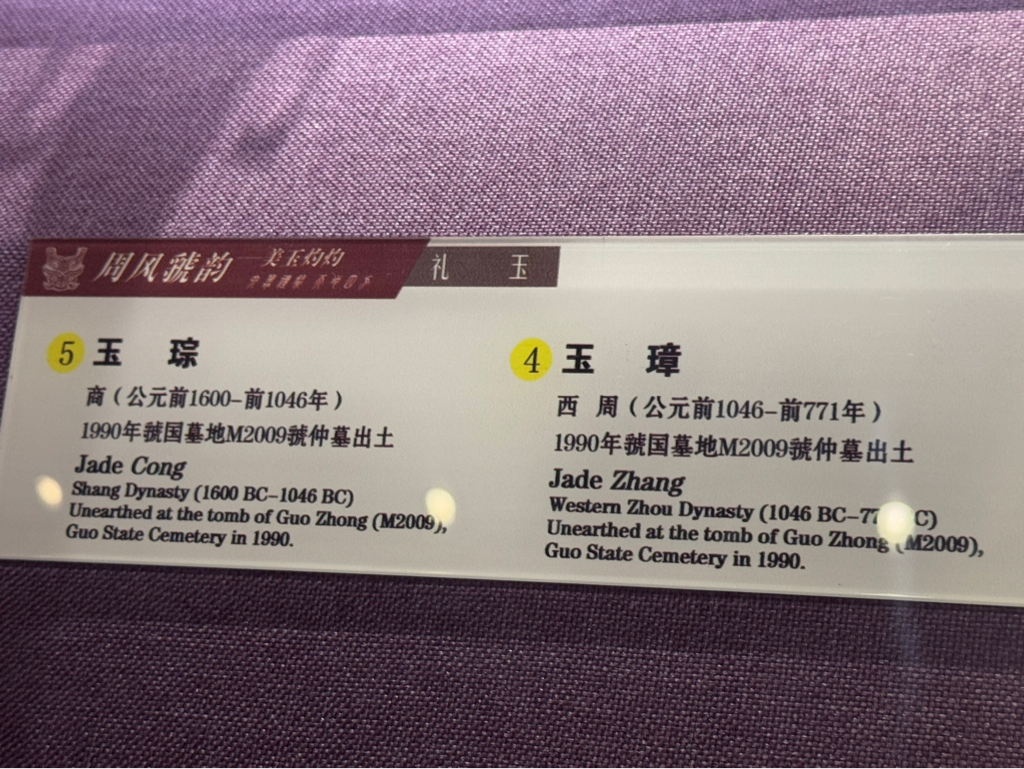 周风虢韵
美玉灼灼
礼 玉
5 玉 琮
商（公元前1600–前1046年）
1990年虢国墓地M2009虢仲墓出土
Jade Cong
Shang Dynasty (1600 BC–1046 BC)
Unearthed at the tomb of Guo Zhong (M2009),
Guo State Cemetery in 1990.
4 玉 璋
西 周（公元前1046–前771年）
1990年虢国墓地M2009虢仲墓出土
Jade Zhang
Western Zhou Dynasty (1046 BC–77 C)
Unearthed at the tomb of Guo Zhong (M2009),
Guo State Cemetery in 1990.